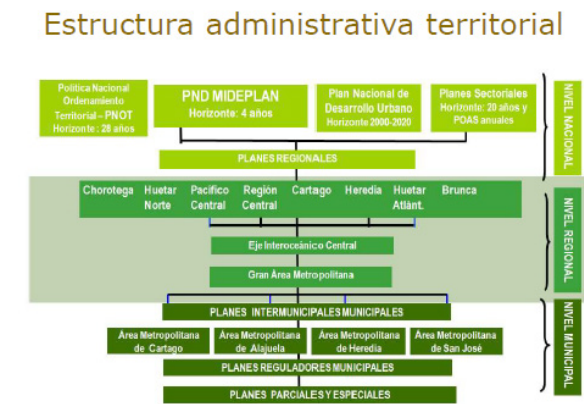 Estructura administrativa territorial
Política Nacional
Ordenamiento
Territorial – PNOT
Horizonte : 28 años
PND MIDEPLAN
Horizonte: 4 años
Plan Nacional de
Desarrollo Urbano
Horizonte 2000-2020
Planes Sectoriales
Horizonte: 20 años y
POAS anuales
PLANES REGIONALES
NIVEL NACIONAL
Chorotega
Huetar
Norte
Pacífico
Central
Región
Central
Cartago
Heredia
Huetar
Atlánt.
Brunca
Eje Interoceánico Central
Gran Área Metropolitana
NIVEL REGIONAL
PLANES INTERMUNICIPALES MUNICIPALES
Área Metropolitana
de Cartago
Área Metropolitana
de Alajuela
Área Metropolitana
de Heredia
Área Metropolitana
de San José
PLANES REGULADORES MUNICIPALES
PLANES PARCIALES Y ESPECIALES
NIVEL MUNICIPAL